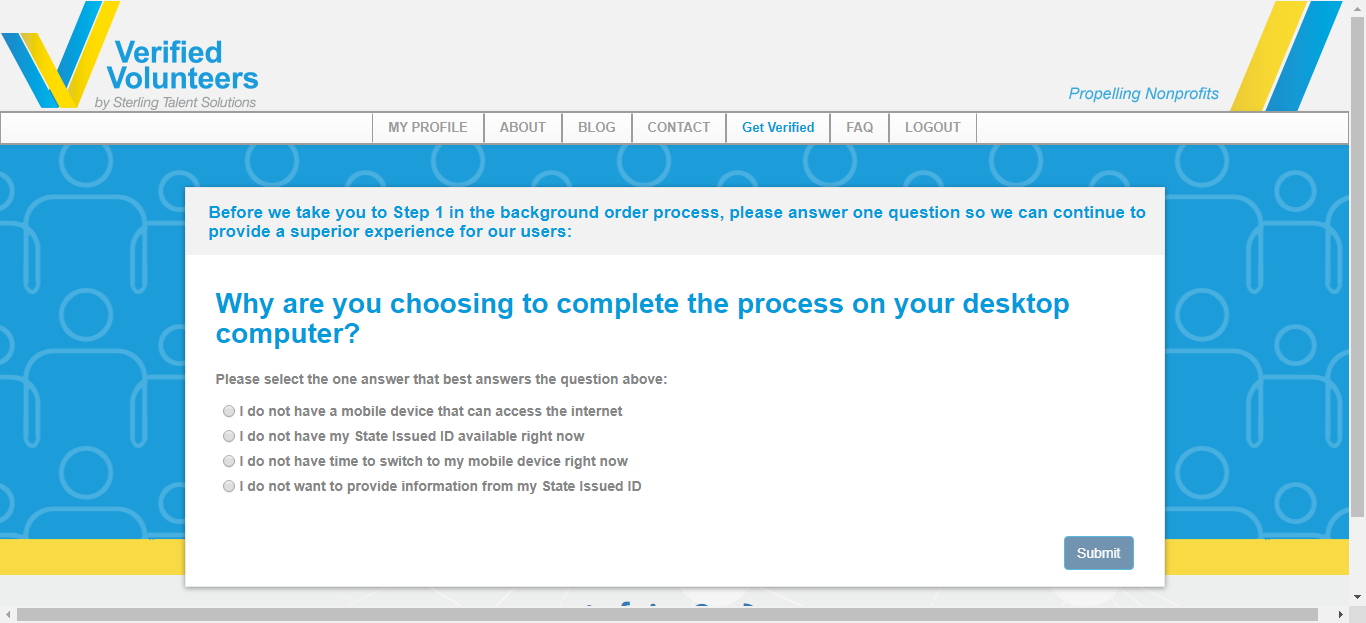 Verified
Volunteers
by Sterling Talent Solutions
Propelling Nonprofits
MY PROFILE ABOUT BLOG CONTACT Get Verified FAQ LOGOUT
Before we take you to Step 1 in the background order process, please answer one question so we can continue to
provide a superior experience for our users:
Why are you choosing to complete the process on your desktop
computer?
Please select the one answer that best answers the question above:
I do not have a mobile device that can access the internet
I do not have my State Issued ID available right now
I do not have time to switch to my mobile device right now
I do not want to provide information from my State Issued ID
Submit